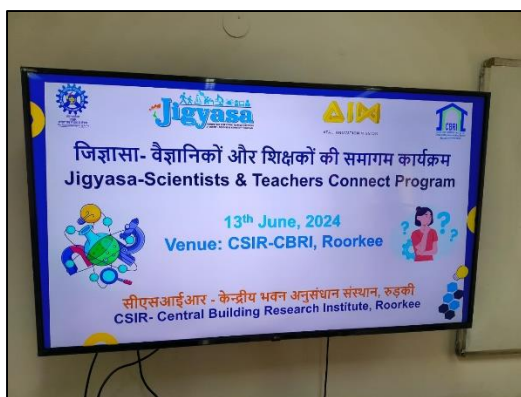 Jigyasa
AIM
CBRI
जिज्ञासा- वैज्ञानिकों और शिक्षकों की समागम कार्यक्रम
Jigyasa-Scientists & Teachers Connect Program
13th June, 2024
Venue: CSIR-CBRI, Roorkee
सीएसआईआर - केन्द्रीय भवन अनुसंधान संस्थान, रुड़की
CSIR- Central Building Research Institute, Roorkee